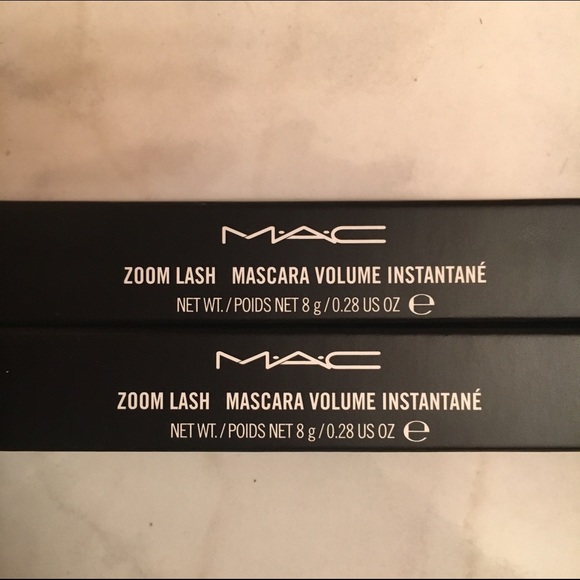 M·A·C
ZOOM LASH MASCARA VOLUME INSTANTANÉ
NET WT./POIDS NET 8 g/0.28 US OZ ℮
M·A·C
ZOOM LASH MASCARA VOLUME INSTANTANÉ
NET WT./POIDS NET 8 g/0.28 US OZ ℮